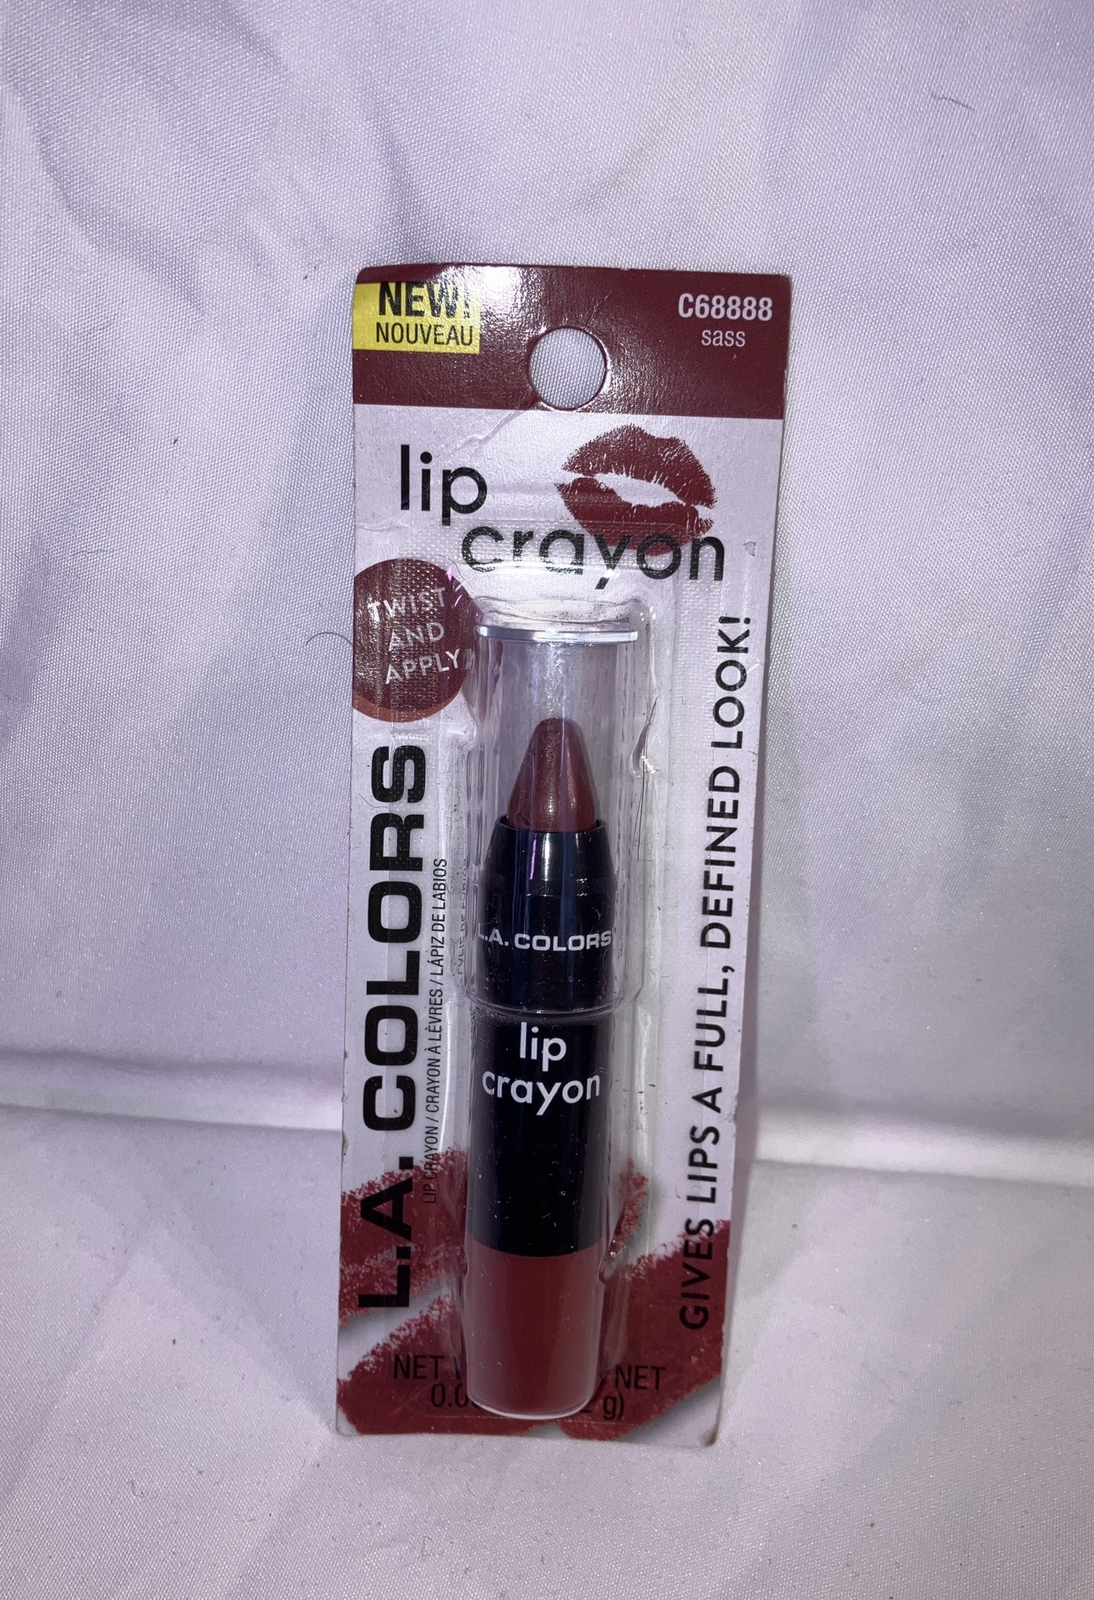 NEW!
NOUVEAU
C68888
sass
lip
crayon
TWIST
AND
APPLY
L.A. COLORS
LIP CRAYON / CRAYON À LÈVRES / LÁPIZ DE LABIOS
GIVES LIPS A FULL, DEFINED LOOK!
L.A. COLORS
lip
crayon
NET NET
g)